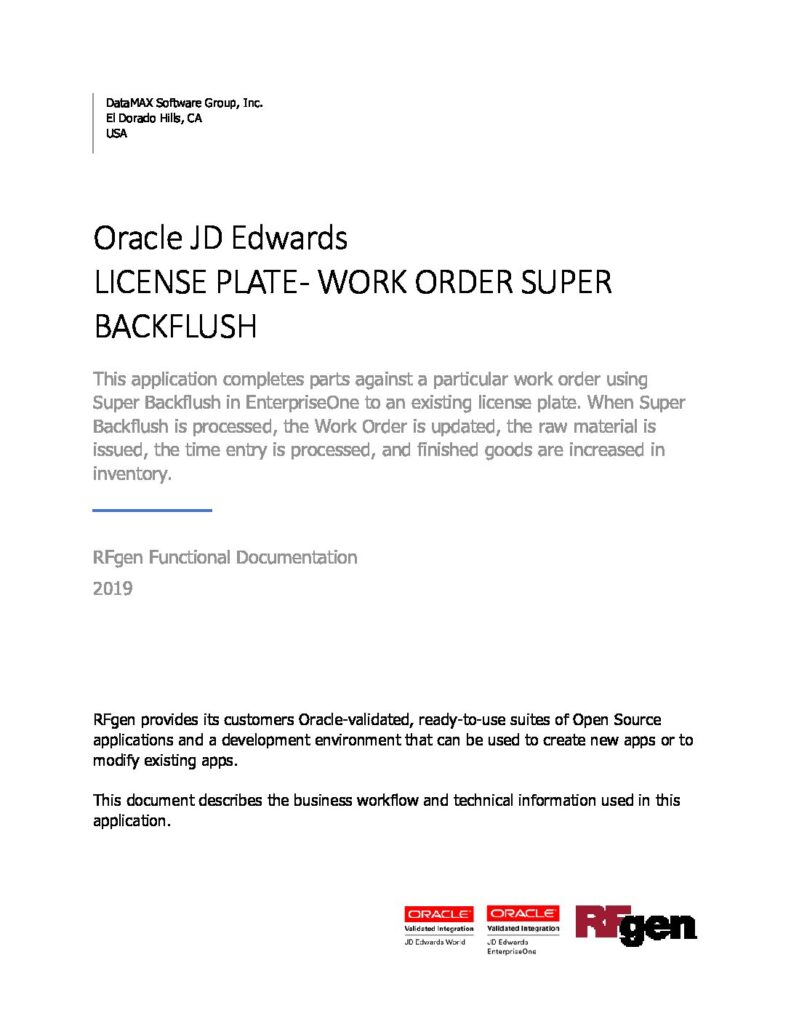 DataMAX Software Group, Inc.
El Dorado Hills, CA
USA
Oracle JD Edwards
LICENSE PLATE- WORK ORDER SUPER
BACKFLUSH
This application completes parts against a particular work order using
Super Backflush in EnterpriseOne to an existing license plate. When Super
Backflush is processed, the Work Order is updated, the raw material is
issued, the time entry is processed, and finished goods are increased in
inventory.
RFgen Functional Documentation
2019
RFgen provides its customers Oracle-validated, ready-to-use suites of Open Source
applications and a development environment that can be used to create new apps or to
modify existing apps.
This document describes the business workflow and technical information used in this
application.
ORACLE
Validated Integration
JD Edwards World
ORACLE
Validated Integration
JD Edwards
EnterpriseOne
RFgen